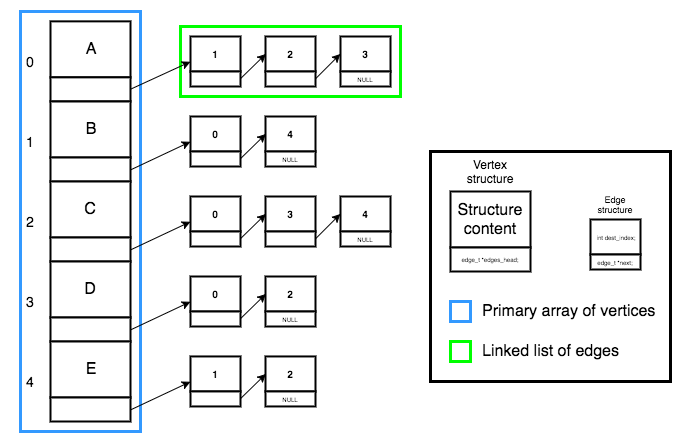 0
A
1 2 3
NULL
1
B
0 4
NULL
2
C
0 3 4
NULL
3
D
0 2
NULL
4
E
1 2
NULL
Vertex
structure
Structure
content
edge_t *edges_head;
Edge
structure
int dest_index;
edge_t *next;
Primary array of vertices
Linked list of edges